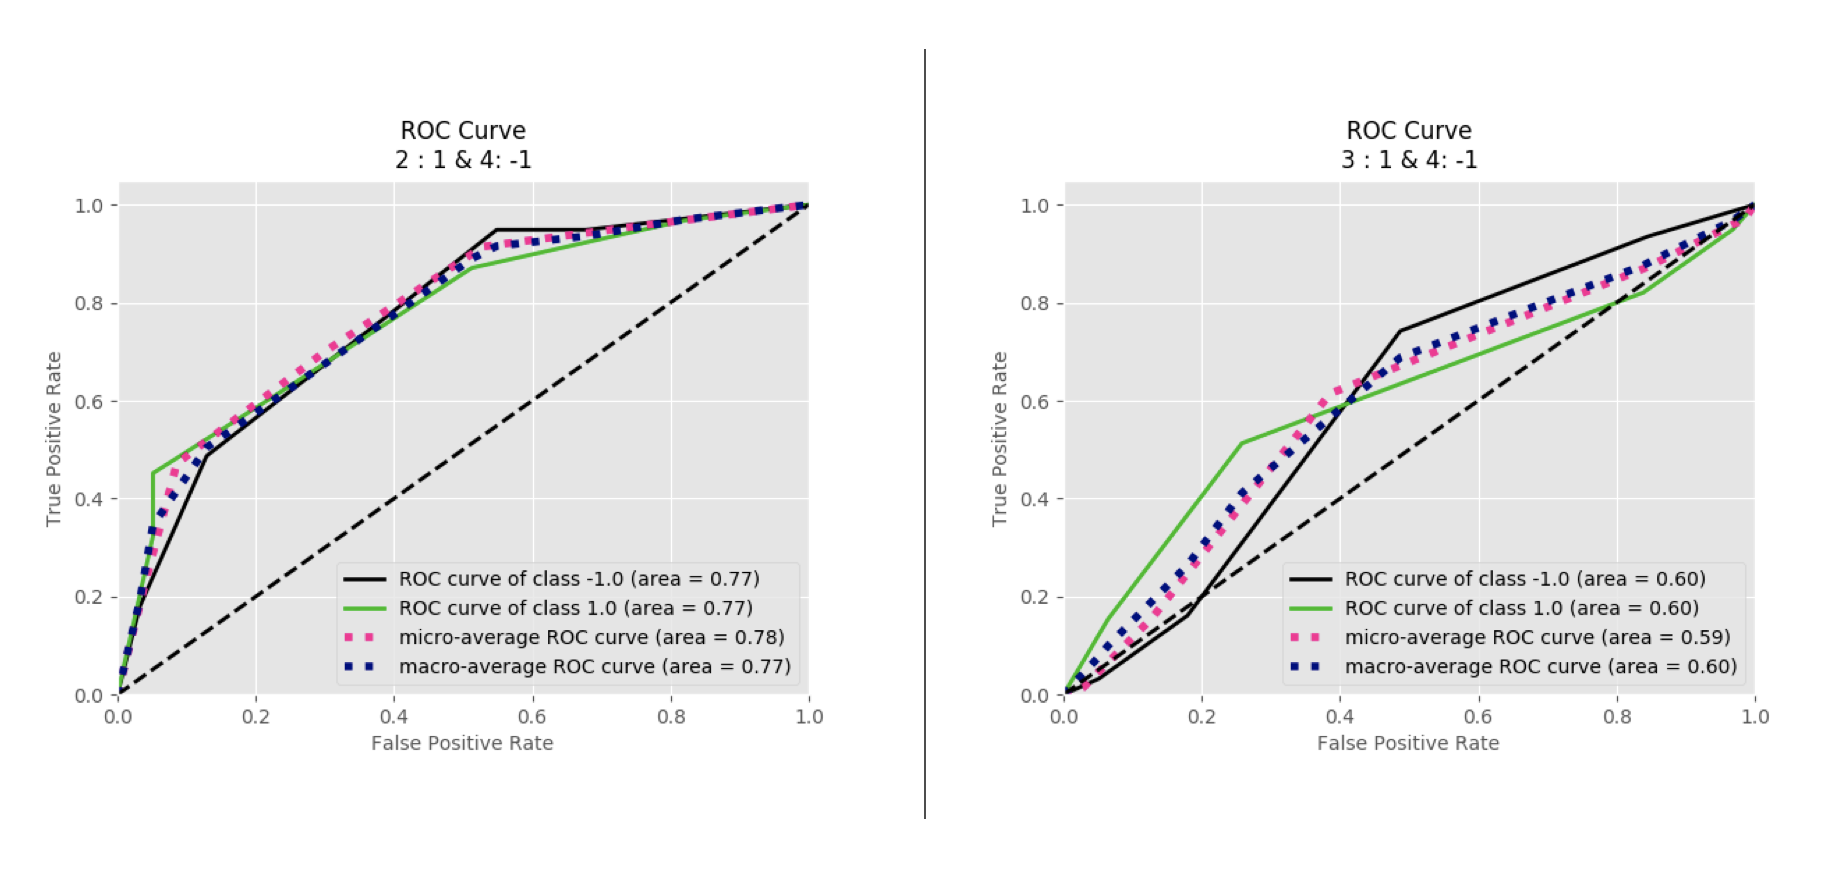 ROC Curve
2 : 1 & 4: -1
1.0
0.8
0.6
0.4
0.2
0.0
True Positive Rate
ROC curve of class -1.0 (area = 0.77)
ROC curve of class 1.0 (area = 0.77)
micro-average ROC curve (area = 0.78)
macro-average ROC curve (area = 0.77)
0.0 0.2 0.4 0.6 0.8 1.0
False Positive Rate
ROC Curve
3 : 1 & 4: -1
1.0
0.8
0.6
0.4
0.2
0.0
True Positive Rate
ROC curve of class -1.0 (area = 0.60)
ROC curve of class 1.0 (area = 0.60)
micro-average ROC curve (area = 0.59)
macro-average ROC curve (area = 0.60)
0.0 0.2 0.4 0.6 0.8 1.0
False Positive Rate